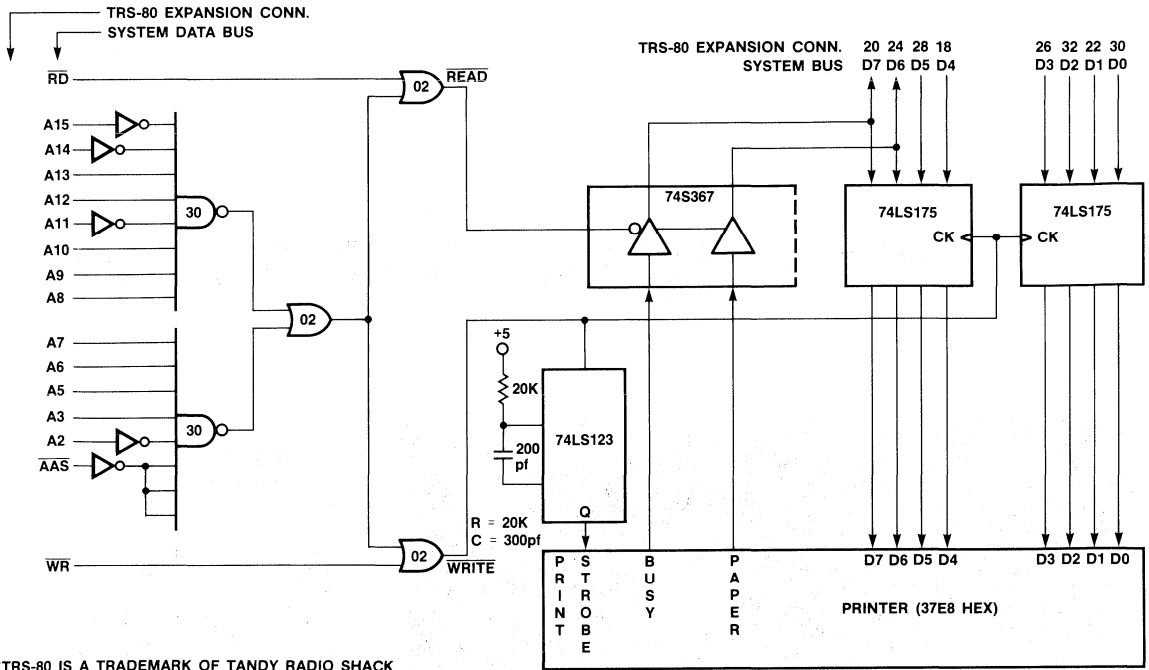 TRS-80 EXPANSION CONN.
SYSTEM DATA BUS
TRS-80 EXPANSION CONN. 20 24 28 18 26 32 22 30
SYSTEM BUS D7 D6 D5 D4 D3 D2 D1 D0
RD
02
READ
A15
A14
A13
A12
A11
A10
A9
A8
30
74S367
74LS175
CK
74LS175
CK
02
A7
A6
A5
A3
A2
AAS
30
+5
20K
200
pf
74LS123
Q
R = 20K
C = 300pf
WR
02
WRITE
PRINT
STROBE
BUSY
PAPER
D7 D6 D5 D4 D3 D2 D1 D0
PRINTER (37E8 HEX)
*TRS-80 IS A TRADEMARK OF TANDY RADIO SHACK